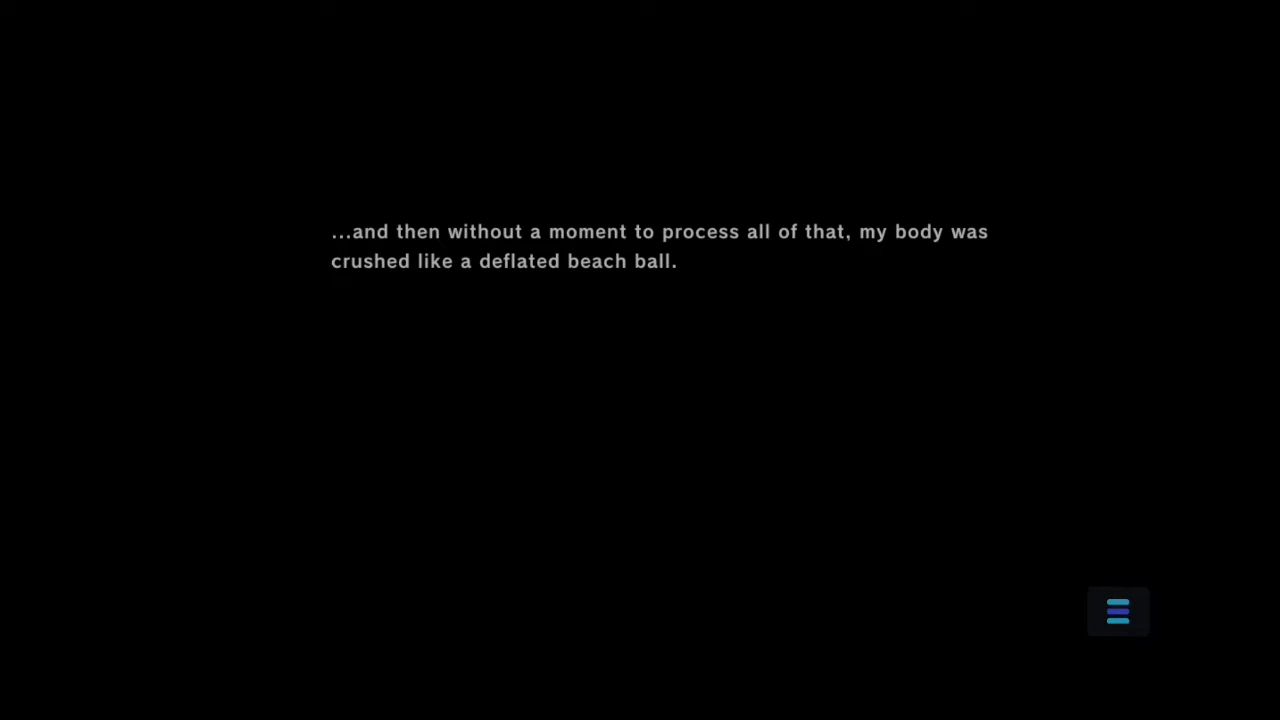 ...and then without a moment to process all of that, my body was
crushed like a deflated beach ball.